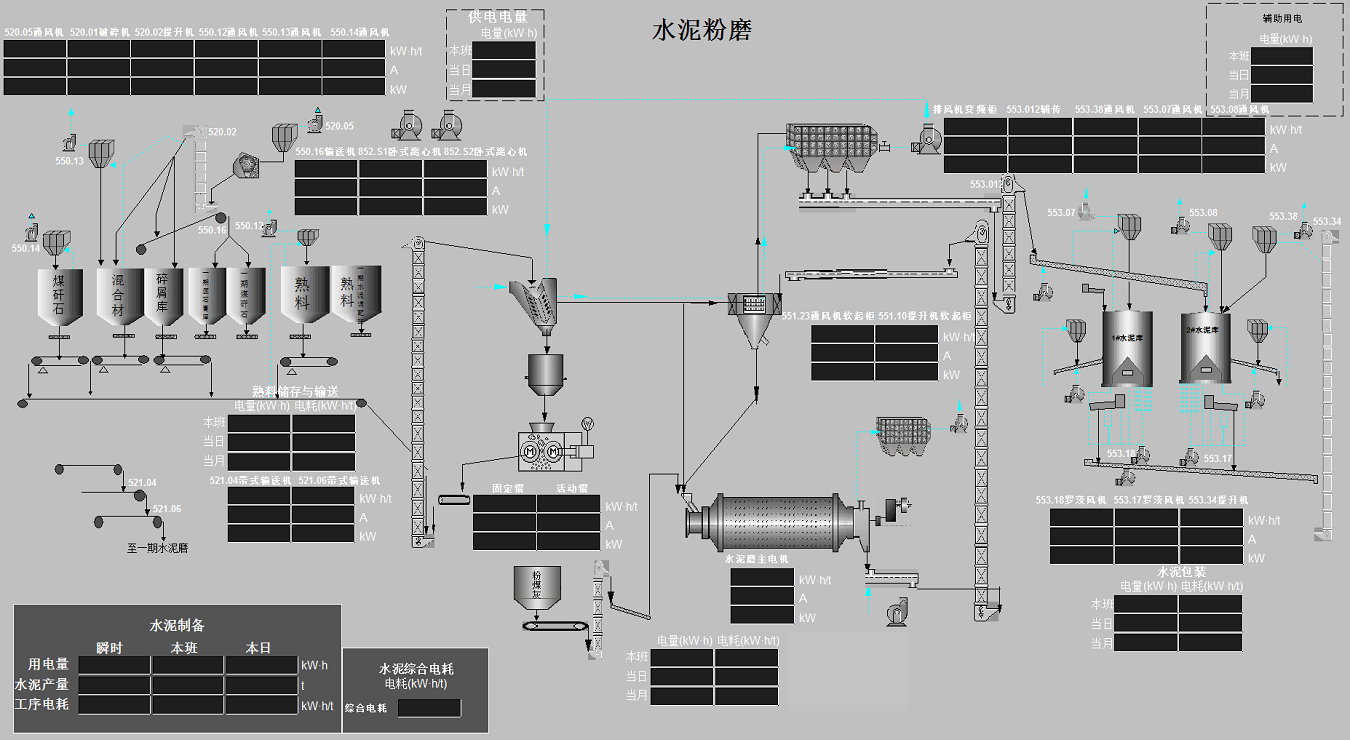 水泥粉磨
供电电量
电量(kW·h)
本班
当日
当月
辅助用电
电量(kW·h)
本班
当日
当月
520.05通风机 520.01破碎机 520.02提升机 550.12通风机 550.13通风机 550.14通风机
kW·h/t
A
kW
排风机变频柜 553.012辅传 553.38通风机 553.07通风机 553.08通风机
kW·h/t
A
kW
550.13
520.02
520.05
550.16输送机 852.S1卧式离心机 852.S2卧式离心机
kW·h/t
A
kW
550.14
550.16
550.12
553.012
553.07
553.08
553.38
553.34
煤矸石
混合材
碎屑库
一期煤矸石
熟料
熟料
1#水泥库
2#水泥库
551.23通风机软起柜 551.10提升机软起柜
kW·h/t
A
kW
熟料储存与输送
电量(kW·h) 电耗(kW·h/t)
本班
当日
当月
M M
553.18
553.17
521.04
521.06
至一期水泥磨
521.04带式输送机 521.06带式输送机
kW·h/t
A
kW
固定辊 活动辊
kW·h/t
A
kW
553.18罗茨风机 553.17罗茨风机 553.34提升机
kW·h/t
A
kW
水泥磨主电机
kW·h/t
A
kW
粉煤灰
水泥包装
电量(kW·h) 电耗(kW·h/t)
本班
当日
当月
电量(kW·h) 电耗(kW·h/t)
本班
当日
当月
水泥制备
瞬时 本班 本日
用电量 kW·h
水泥产量 t
工序电耗 kW·h/t
水泥综合电耗
电耗(kW·h/t)
综合电耗